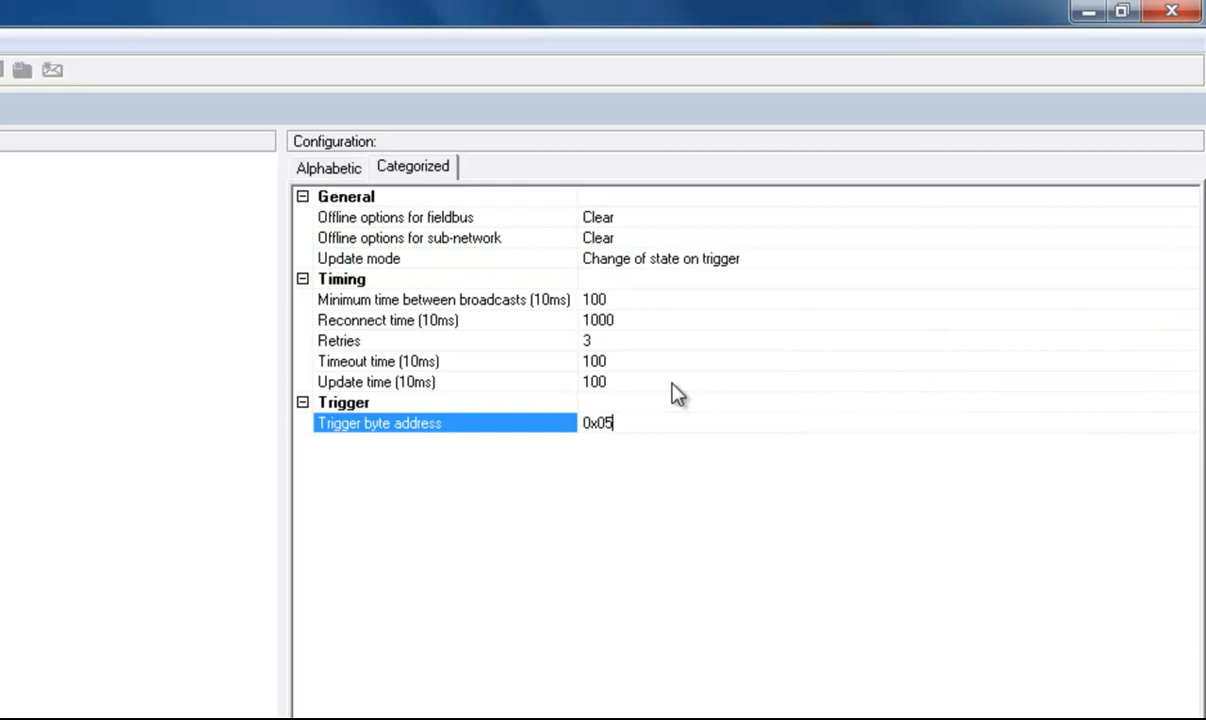 Configuration:
Alphabetic Categorized
General
Offline options for fieldbus Clear
Offline options for sub-network Clear
Update mode Change of state on trigger
Timing
Minimum time between broadcasts (10ms) 100
Reconnect time (10ms) 1000
Retries 3
Timeout time (10ms) 100
Update time (10ms) 100
Trigger
Trigger byte address 0x05